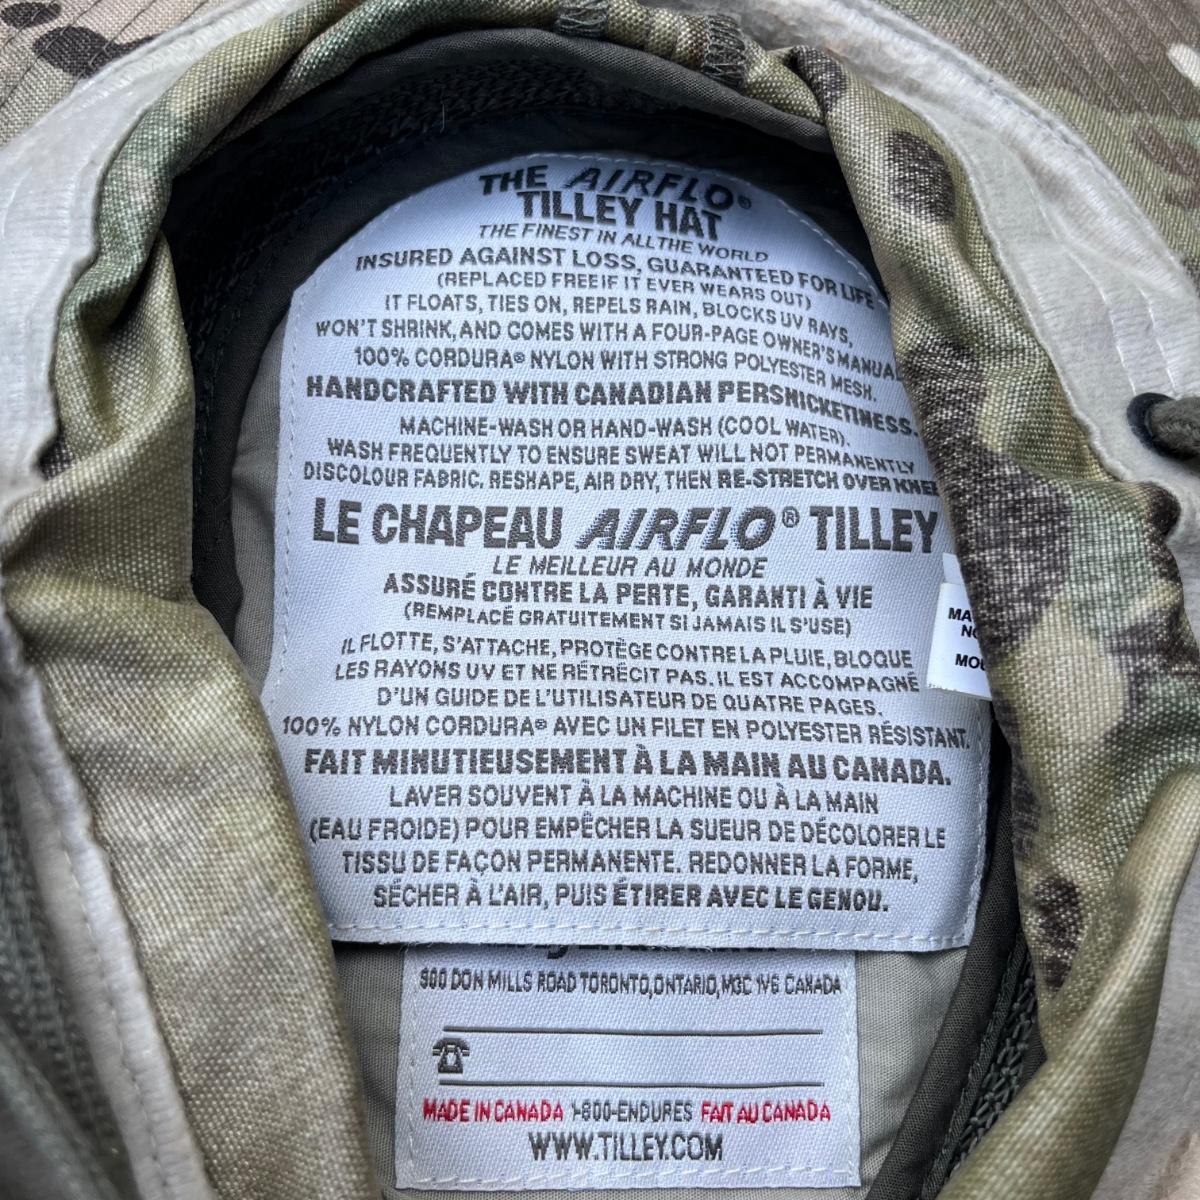 THE AIRFLO®
TILLEY HAT
THE FINEST IN ALL THE WORLD
INSURED AGAINST LOSS, GUARANTEED FOR LIFE
(REPLACED FREE IF IT EVER WEARS OUT)
IT FLOATS, TIES ON, REPELS RAIN, BLOCKS UV RAYS,
WON'T SHRINK, AND COMES WITH A FOUR-PAGE OWNER'S MANUAL
100% CORDURA® NYLON WITH STRONG POLYESTER MESH.
HANDCRAFTED WITH CANADIAN PERSNICKETINESS.
MACHINE-WASH OR HAND-WASH (COOL WATER).
WASH FREQUENTLY TO ENSURE SWEAT WILL NOT PERMANENTLY
DISCOLOUR FABRIC. RESHAPE, AIR DRY, THEN RE-STRETCH OVER KNEE
LE CHAPEAU AIRFLO® TILLEY
LE MEILLEUR AU MONDE
ASSURÉ CONTRE LA PERTE, GARANTI À VIE
(REMPLACÉ GRATUITEMENT SI JAMAIS IL S'USE)
IL FLOTTE, S'ATTACHE, PROTÈGE CONTRE LA PLUIE, BLOQUE
LES RAYONS UV ET NE RÉTRÉCIT PAS. IL EST ACCOMPAGNÉ
D'UN GUIDE DE L'UTILISATEUR DE QUATRE PAGES.
100% NYLON CORDURA® AVEC UN FILET EN POLYESTER RÉSISTANT.
FAIT MINUTIEUSEMENT À LA MAIN AU CANADA.
LAVER SOUVENT À LA MACHINE OU À LA MAIN
(EAU FROIDE) POUR EMPÊCHER LA SUEUR DE DÉCOLORER LE
TISSU DE FAÇON PERMANENTE. REDONNER LA FORME,
SÉCHER À L'AIR, PUIS ÉTIRER AVEC LE GENOU.
900 DON MILLS ROAD TORONTO, ONTARIO, M3C 1V6 CANADA
MADE IN CANADA 1-800-ENDURES FAIT AU CANADA
WWW.TILLEY.COM